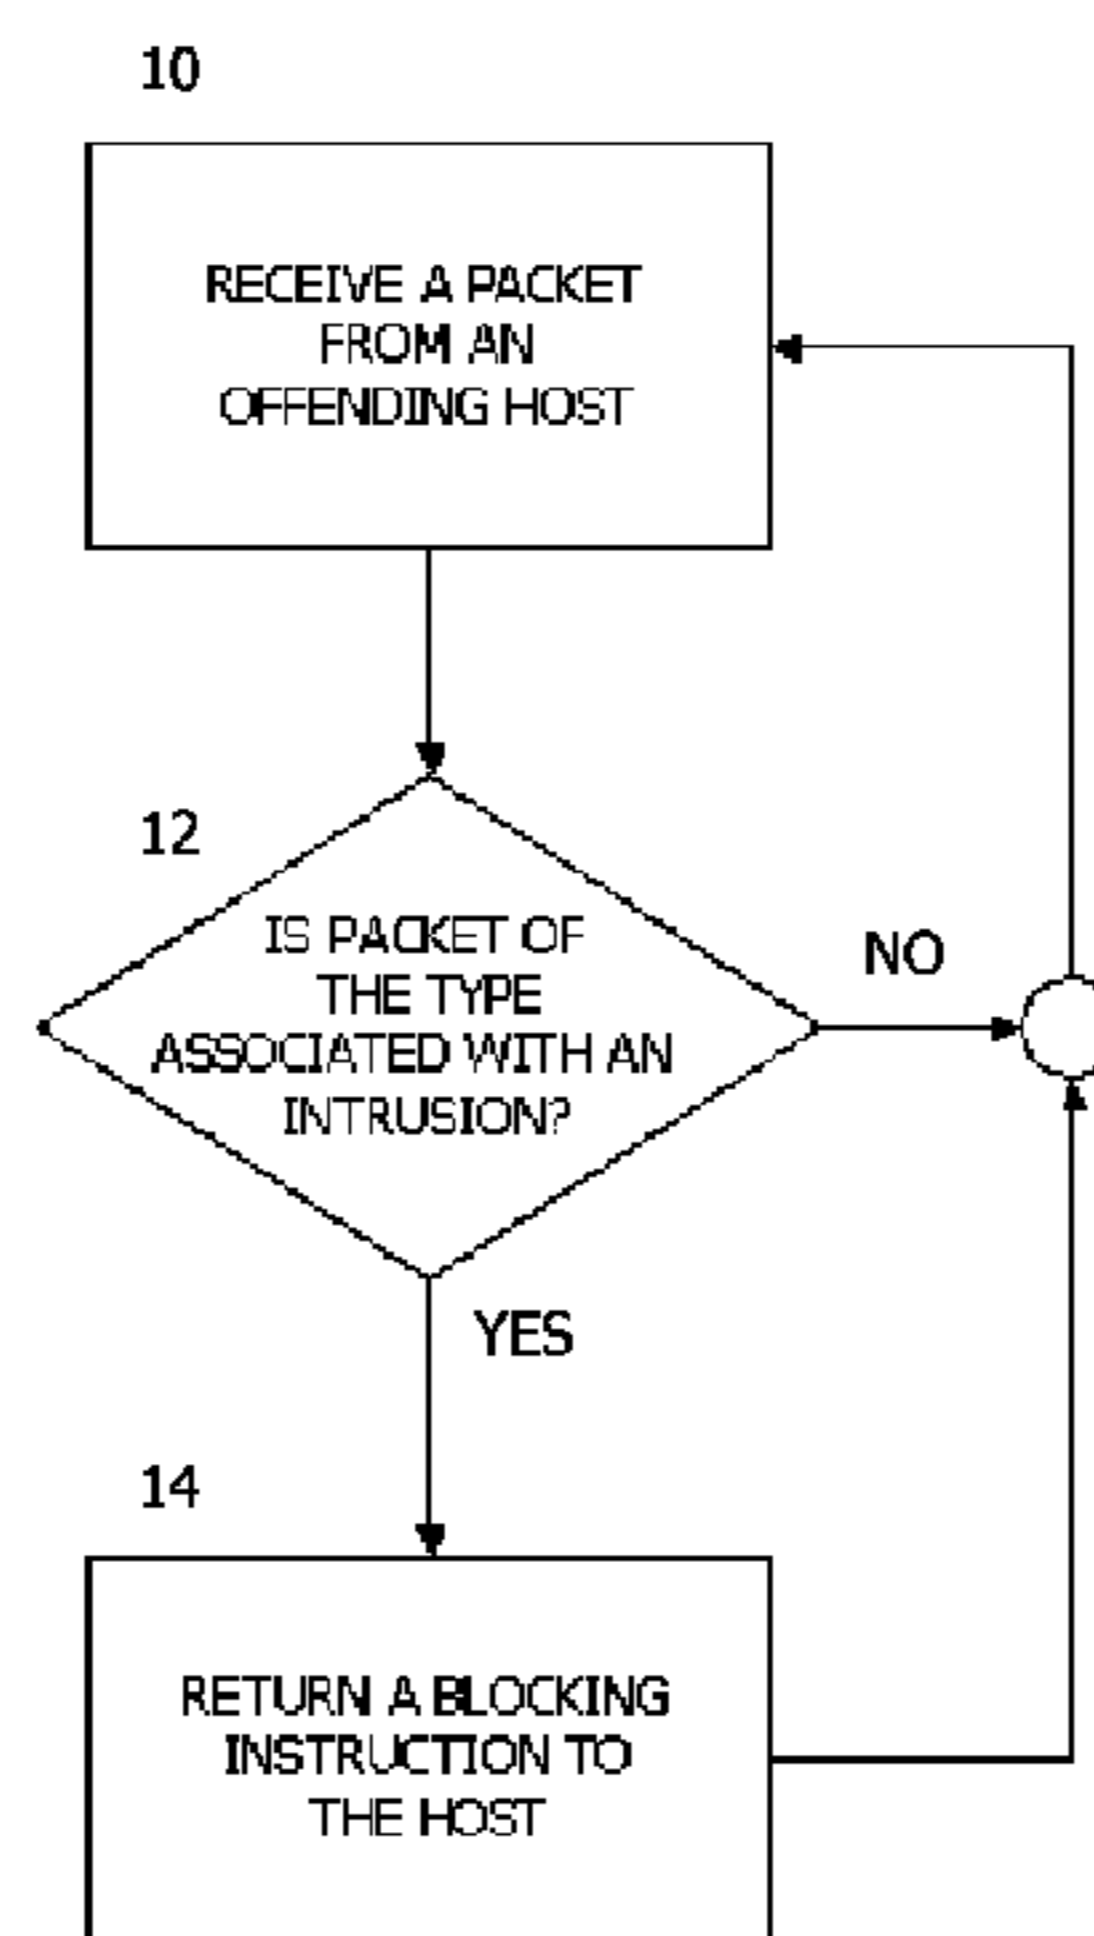 10
RECEIVE A PACKET
FROM AN
OFFENDING HOST
12
IS PACKET OF
THE TYPE
ASSOCIATED WITH AN
INTRUSION?
NO
YES
14
RETURN A BLOCKING
INSTRUCTION TO
THE HOST